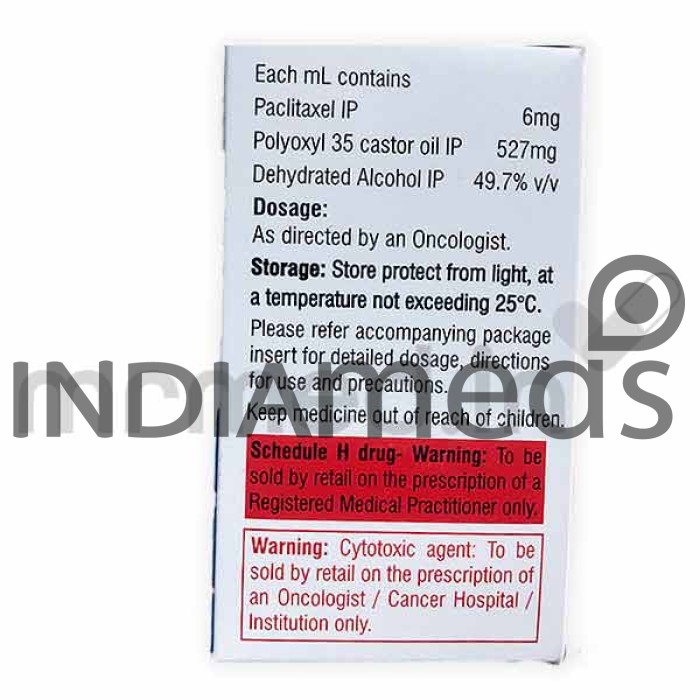 Each mL contains
Paclitaxel IP 6mg
Polyoxyl 35 castor oil IP 527mg
Dehydrated Alcohol IP 49.7% v/v
Dosage:
As directed by an Oncologist.
Storage: Store protect from light, at
a temperature not exceeding 25°C.
Please refer accompanying package
insert for detailed dosage, directions
for use and precautions.
INDIAmeds
Keep medicine out of reach of children.
Schedule H drug- Warning: To be
sold by retail on the prescription of a
Registered Medical Practitioner only.
Warning: Cytotoxic agent: To be
sold by retail on the prescription of
an Oncologist / Cancer Hospital /
Institution only.